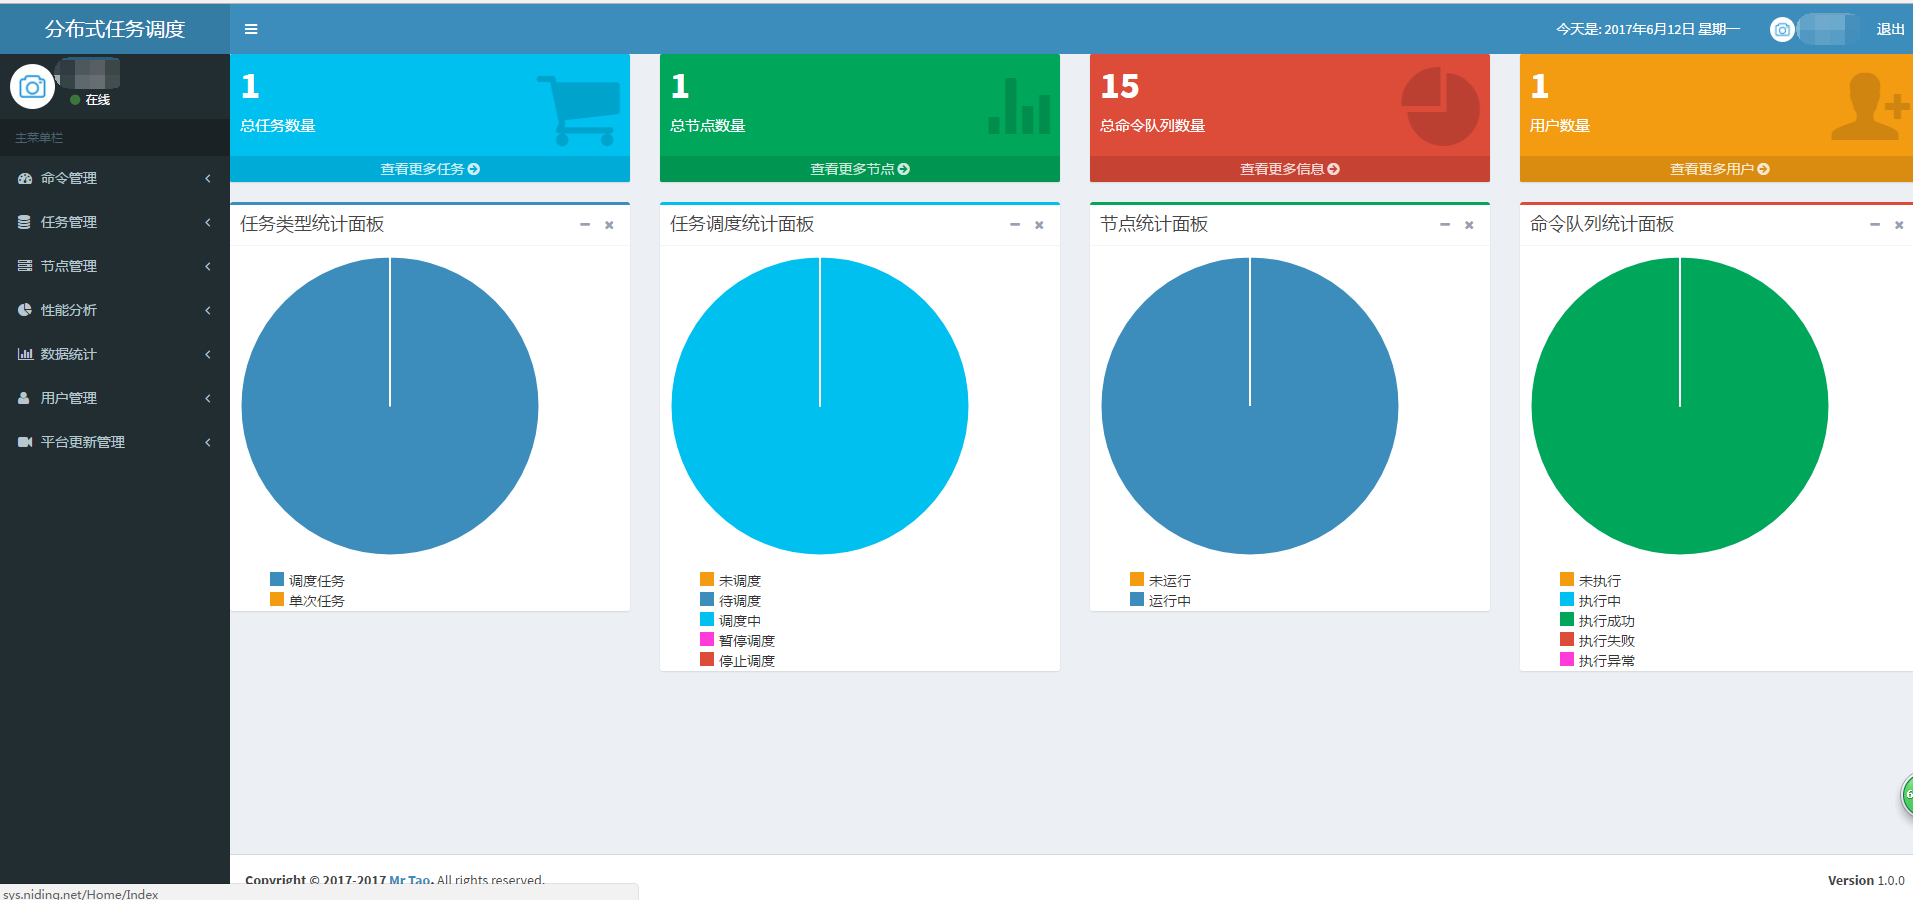 分布式任务调度
今天是: 2017年6月12日 星期一
退出
在线
主菜单栏
命令管理
任务管理
节点管理
性能分析
数据统计
用户管理
平台更新管理
1
总任务数量
查看更多任务
1
总节点数量
查看更多节点
15
总命令队列数量
查看更多信息
1
用户数量
查看更多用户
任务类型统计面板
调度任务
单次任务
任务调度统计面板
未调度
待调度
调度中
暂停调度
停止调度
节点统计面板
未运行
运行中
命令队列统计面板
未执行
执行中
执行成功
执行失败
执行异常
6
Copyright © 2017-2017 Mr Tao. All rights reserved.
Version 1.0.0
sys.niding.net/Home/Index